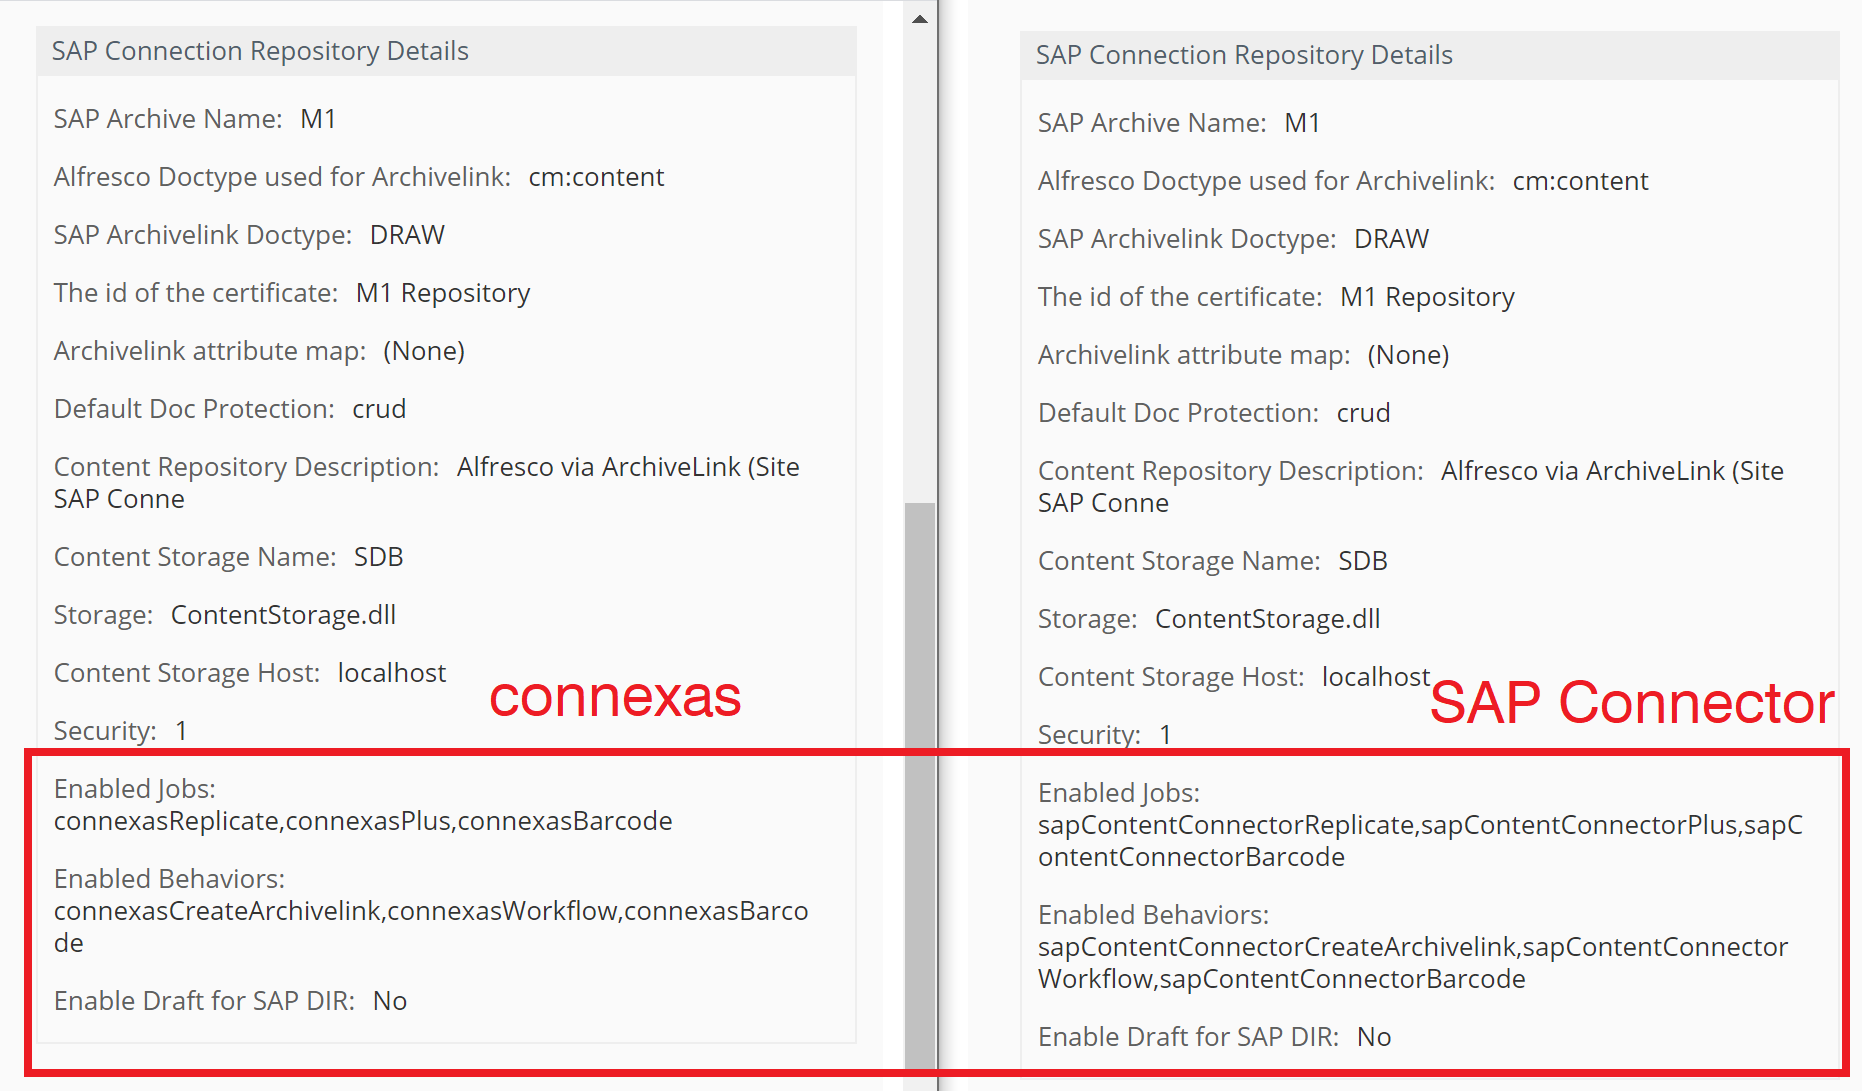 SAP Connection Repository Details
SAP Archive Name: M1
Alfresco Doctype used for Archivelink: cm:content
SAP Archivelink Doctype: DRAW
The id of the certificate: M1 Repository
Archivelink attribute map: (None)
Default Doc Protection: crud
Content Repository Description: Alfresco via ArchiveLink (Site
SAP Conne
Content Storage Name: SDB
Storage: ContentStorage.dll
Content Storage Host: localhost
connexas
Security: 1
Enabled Jobs:
connexasReplicate,connexasPlus,connexasBarcode
Enabled Behaviors:
connexasCreateArchivelink,connexasWorkflow,connexasBarco
de
Enable Draft for SAP DIR: No
SAP Connection Repository Details
SAP Archive Name: M1
Alfresco Doctype used for Archivelink: cm:content
SAP Archivelink Doctype: DRAW
The id of the certificate: M1 Repository
Archivelink attribute map: (None)
Default Doc Protection: crud
Content Repository Description: Alfresco via ArchiveLink (Site
SAP Conne
Content Storage Name: SDB
Storage: ContentStorage.dll
Content Storage Host: localhost
SAP Connector
Security: 1
Enabled Jobs:
sapContentConnectorReplicate,sapContentConnectorPlus,sapC
ontentConnectorBarcode
Enabled Behaviors:
sapContentConnectorCreateArchivelink,sapContentConnector
Workflow,sapContentConnectorBarcode
Enable Draft for SAP DIR: No